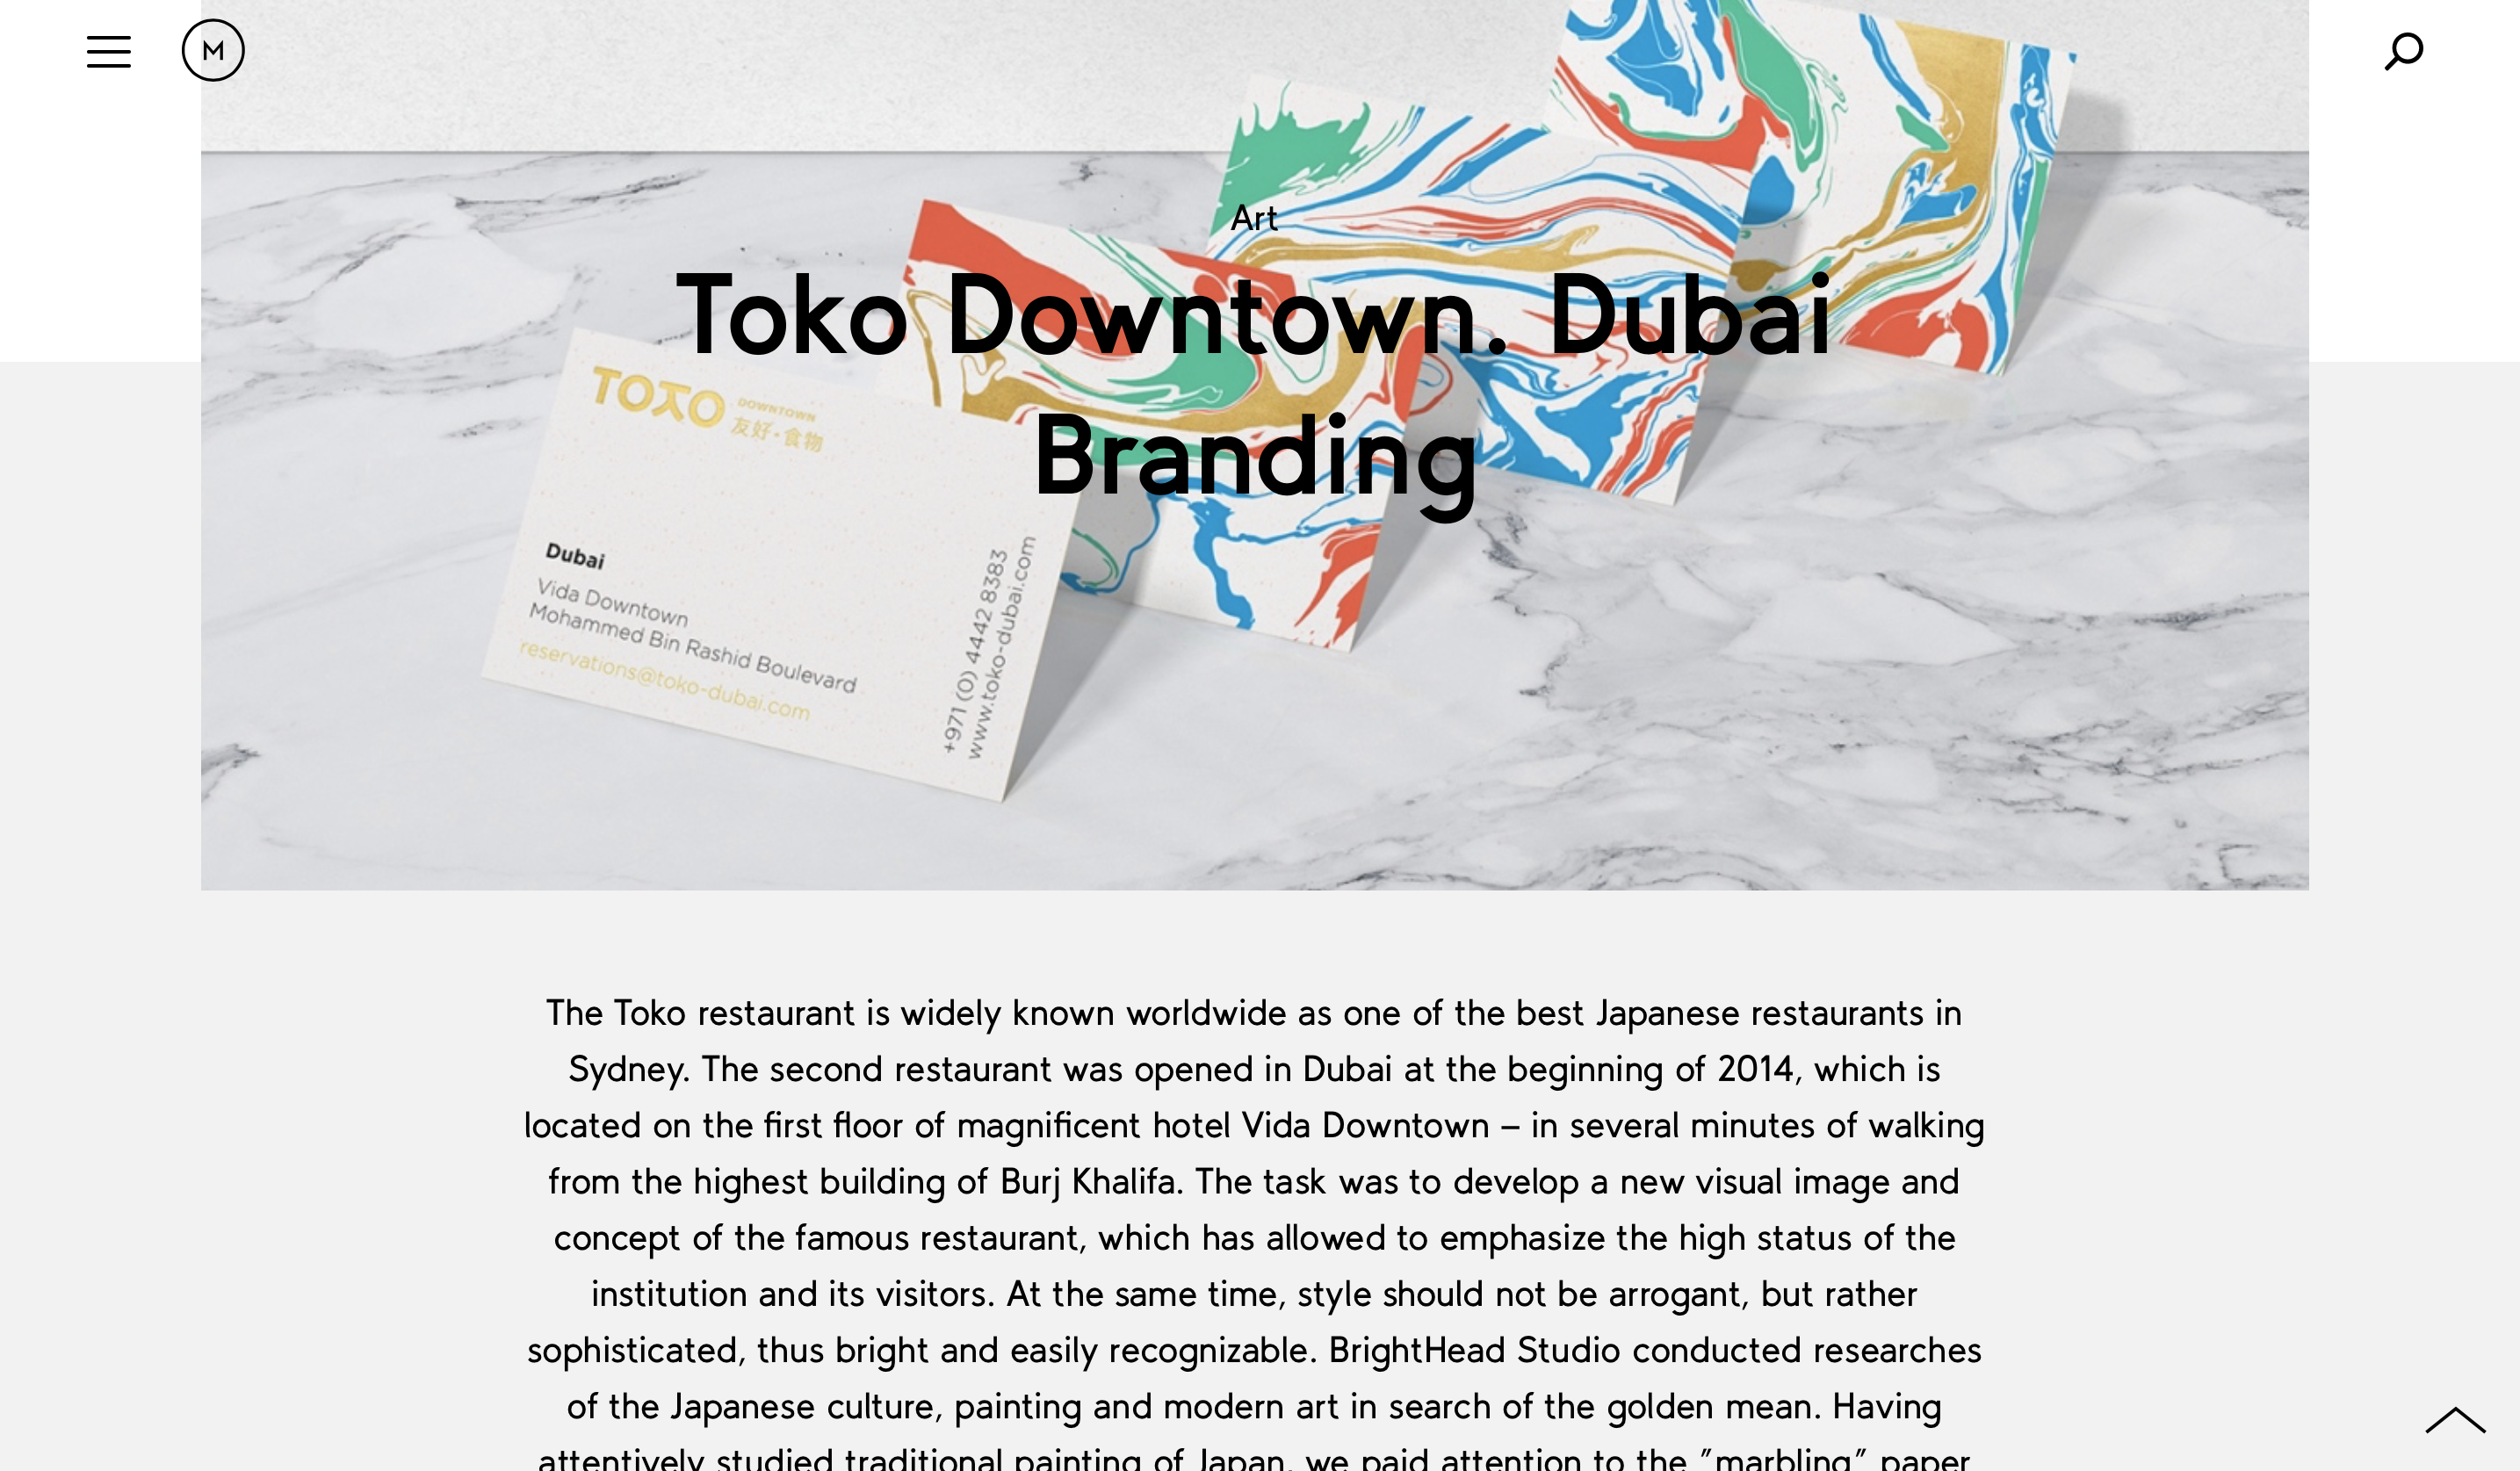 M
Art
Toko Downtown. Dubai
Branding
TOKO
DOWNTOWN
友好·食物
Dubai
Vida Downtown
Mohammed Bin Rashid Boulevard
reservations@toko-dubai.com
+971 (0) 4442 8383
www.toko-dubai.com
The Toko restaurant is widely known worldwide as one of the best Japanese restaurants in
Sydney. The second restaurant was opened in Dubai at the beginning of 2014, which is
located on the first floor of magnificent hotel Vida Downtown – in several minutes of walking
from the highest building of Burj Khalifa. The task was to develop a new visual image and
concept of the famous restaurant, which has allowed to emphasize the high status of the
institution and its visitors. At the same time, style should not be arrogant, but rather
sophisticated, thus bright and easily recognizable. BrightHead Studio conducted researches
of the Japanese culture, painting and modern art in search of the golden mean. Having
attentively studied traditional painting of Japan, we paid attention to the "marbling" paper